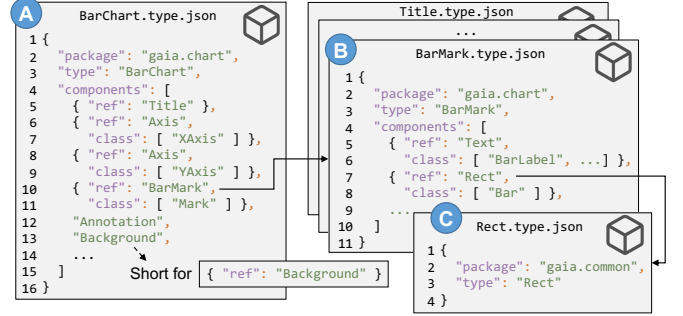 A
BarChart.type.json
1 {
2 "package": "gaia.chart",
3 "type": "BarChart",
4 "components": [
5 { "ref": "Title" },
6 { "ref": "Axis",
7 "class": [ "XAxis" ] },
8 { "ref": "Axis",
9 "class": [ "YAxis" ] },
10 { "ref": "BarMark",
11 "class": [ "Mark" ] },
12 "Annotation",
13 "Background",
14 ...
15 ]
16 }
Short for
{ "ref": "Background" }
Title.type.json
...
B
BarMark.type.json
1 {
2 "package": "gaia.chart",
3 "type": "BarMark",
4 "components": [
5 { "ref": "Text",
6 "class": [ "BarLabel", ...] },
7 { "ref": "Rect",
8 "class": [ "Bar" ] },
9 ...
10 ]
11 }
C
Rect.type.json
1 {
2 "package": "gaia.common",
3 "type": "Rect"
4 }